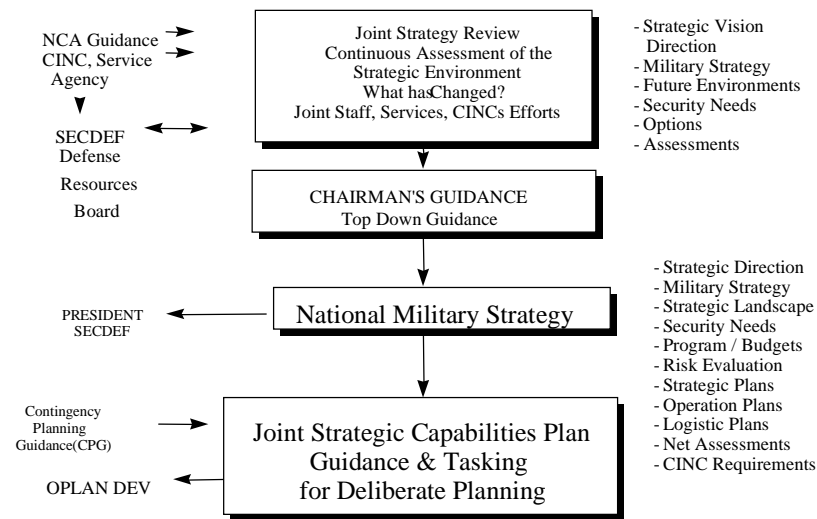 NCA Guidance
CINC, Service
Agency
SECDEF
Defense
Resources
Board
Joint Strategy Review
Continuous Assessment of the
Strategic Environment
What hasChanged?
Joint Staff, Services, CINCs Efforts
- Strategic Vision
Direction
- Military Strategy
- Future Environments
- Security Needs
- Options
- Assessments
CHAIRMAN'S GUIDANCE
Top Down Guidance
PRESIDENT
SECDEF
National Military Strategy
- Strategic Direction
- Military Strategy
- Strategic Landscape
- Security Needs
- Program / Budgets
- Risk Evaluation
- Strategic Plans
- Operation Plans
- Logistic Plans
- Net Assessments
- CINC Requirements
Contingency
Planning
Guidance(CPG)
OPLAN DEV
Joint Strategic Capabilities Plan
Guidance & Tasking
for Deliberate Planning